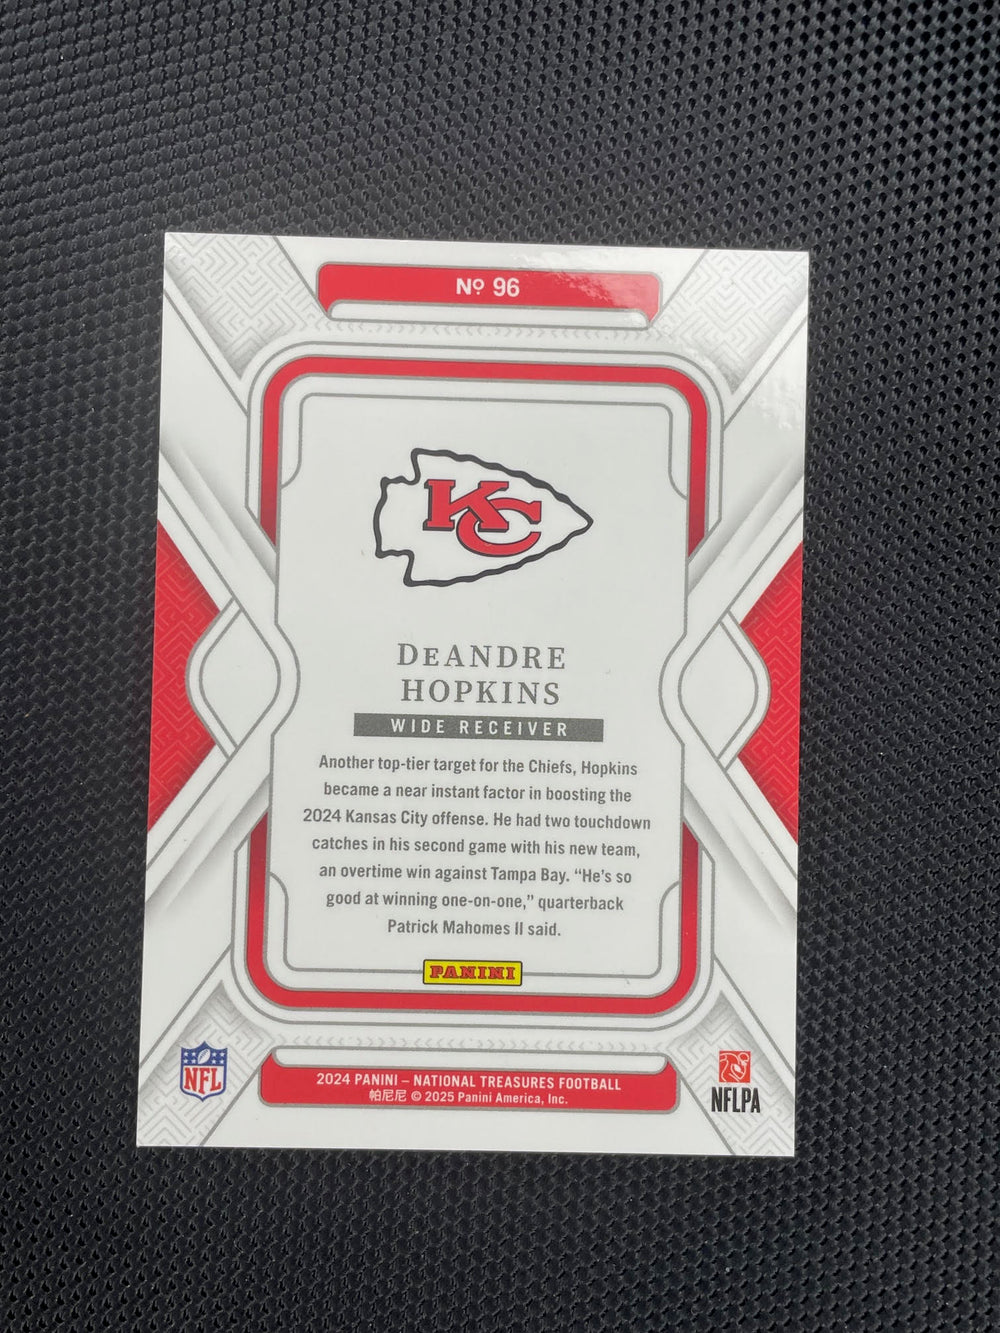 Nº 96
KC
DeANDRE
HOPKINS
WIDE RECEIVER
Another top-tier target for the Chiefs, Hopkins
became a near instant factor in boosting the
2024 Kansas City offense. He had two touchdown
catches in his second game with his new team,
an overtime win against Tampa Bay. “He's so
good at winning one-on-one,” quarterback
Patrick Mahomes II said.
PANINI
NFL
2024 PANINI – NATIONAL TREASURES FOOTBALL
帕尼尼 © 2025 Panini America, Inc.
NFLPA